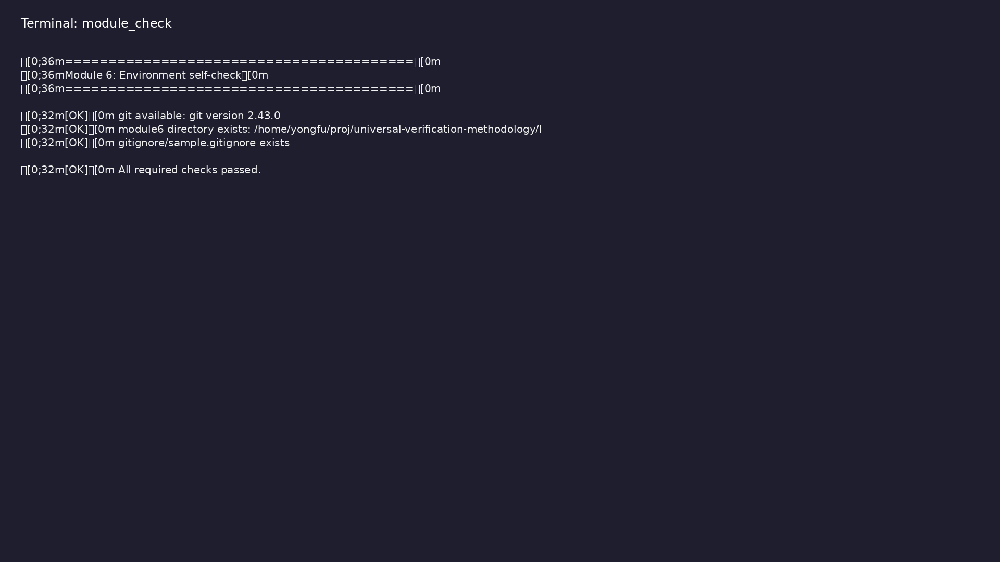 Terminal: module_check
□[0;36m========================================□[0m
□[0;36mModule 6: Environment self-check□[0m
□[0;36m========================================□[0m
□[0;32m[OK]□[0m git available: git version 2.43.0
□[0;32m[OK]□[0m module6 directory exists: /home/yongfu/proj/universal-verification-methodology/l
□[0;32m[OK]□[0m gitignore/sample.gitignore exists
□[0;32m[OK]□[0m All required checks passed.